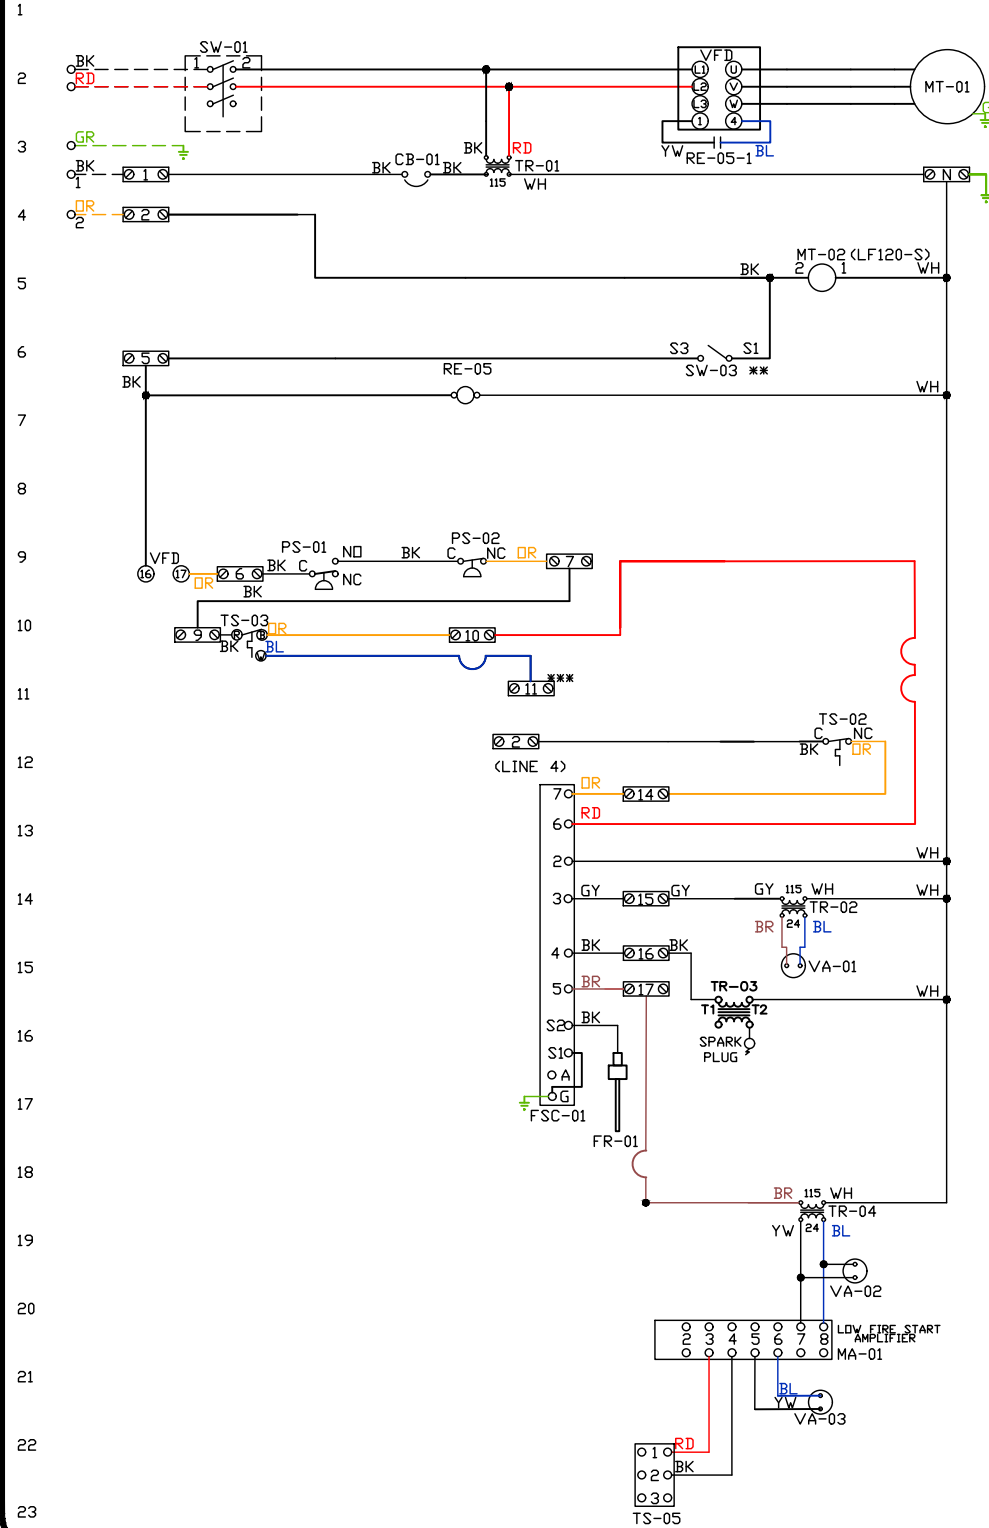 1
SW-01
BK 1 2 VFD
2 RD L1 U
L2 V MT-01
L3 W
1 4
3 GR BK RD YW RE-05-1 BL
BK CB-01 TR-01
1 1 BK BK 115 WH N
OR
4 2 2
MT-02(LF120-S)
5 BK 2 1 WH
6 5 S3 S1
RE-05 SW-03 **
BK WH
7
8
PS-01 PS-02
9 VFD NO BK C NC OR 7
16 17 6 BK C NC
OR BK
10 TS-03
9 R B OR 10
BK W BL
11 11 ***
TS-02
2 C NC
BK OR
12 (LINE 4)
OR
7 14
13 6 RD
2 WH
14 3 GY 15 GY GY 115 WH WH
TR-02
BR 24 BL
4 BK 16 BK
15 VA-01
5 BR 17 TR-03 WH
T1 T2
S2 BK
16 SPARK
PLUG
S1
A
17 G
FSC-01
FR-01
18
BR 115 WH
TR-04
19 YW 24 BL
VA-02
20
2 3 4 5 6 7 8 LOW FIRE START
AMPLIFIER
MA-01
21
BL
YW
VA-03
22 1 RD
2 BK
3
23 TS-05